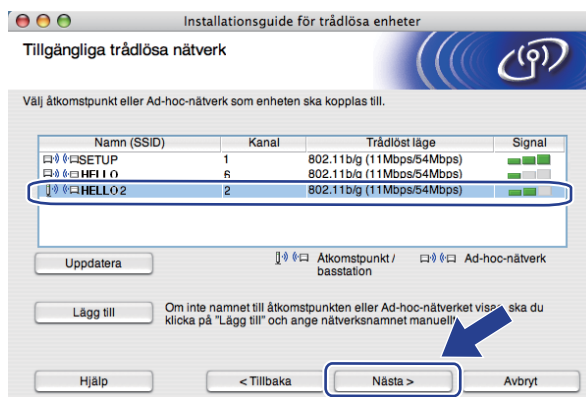 Installationsguide för trådlösa enheter
Tillgängliga trådlösa nätverk
Välj åtkomstpunkt eller Ad-hoc-nätverk som enheten ska kopplas till.
Namn (SSID) Kanal Trådlöst läge Signal
SETUP 1 802.11b/g (11Mbps/54Mbps)
HELLO 6 802.11b/g (11Mbps/54Mbps)
HELLO2 2 802.11b/g (11Mbps/54Mbps)
Uppdatera
Åtkomstpunkt / Ad-hoc-nätverk
basstation
Lägg till
Om inte namnet till åtkomstpunkten eller Ad-hoc-nätverket visas, ska du
klicka på "Lägg till" och ange nätverksnamnet manuellt.
Hjälp < Tillbaka Nästa > Avbryt